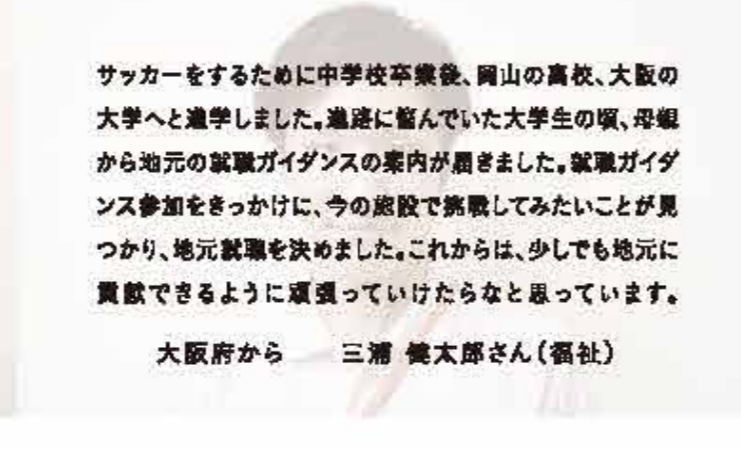 サッカーをするために中学校卒業後、岡山の高校、大阪の
大学へと進学しました。進路に悩んでいた大学生の頃、母親
から地元の就職ガイダンスの案内が届きました。就職ガイダ
ンス参加をきっかけに、今の施設で挑戦してみたいことが見
つかり、地元就職を決めました。これからは、少しでも地元に
貢献できるように頑張っていけたらなと思っています。
大阪府から　三浦 健太郎さん（福祉）